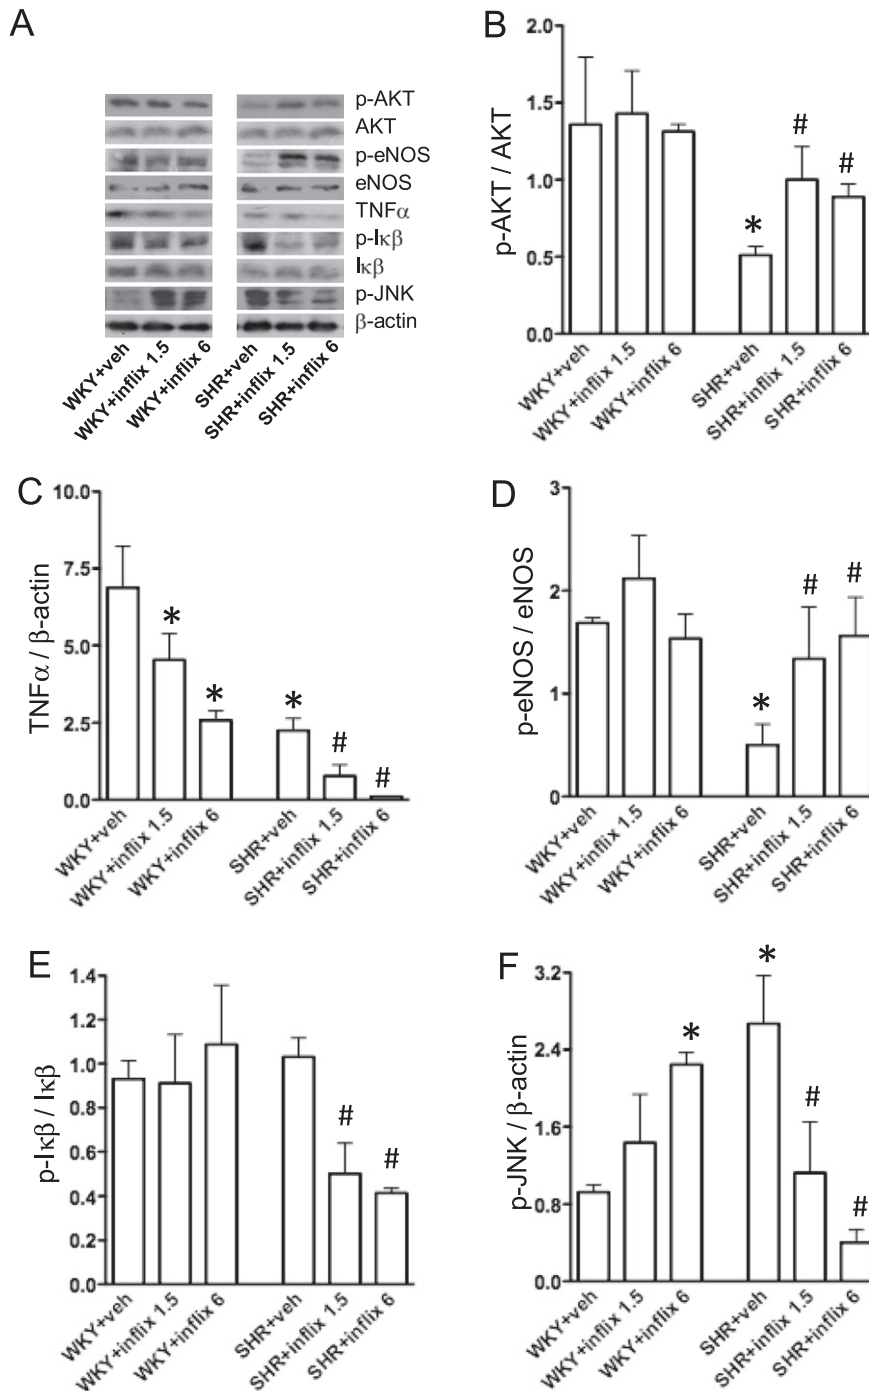 A
p-AKT
AKT
p-eNOS
eNOS
TNFα
p-Iκβ
Iκβ
p-JNK
β-actin
WKY+veh
WKY+inflix 1.5
WKY+inflix 6
SHR+veh
SHR+inflix 1.5
SHR+inflix 6
B
p-AKT / AKT
2.0
1.5
1.0
0.5
0.0
*
#
#
WKY+veh
WKY+inflix 1.5
WKY+inflix 6
SHR+veh
SHR+inflix 1.5
SHR+inflix 6
C
TNFα / β-actin
10.0
7.5
5.0
2.5
0.0
*
*
*
#
#
WKY+veh
WKY+inflix 1.5
WKY+inflix 6
SHR+veh
SHR+inflix 1.5
SHR+inflix 6
D
p-eNOS / eNOS
3
2
1
0
*
#
#
WKY+veh
WKY+inflix 1.5
WKY+inflix 6
SHR+veh
SHR+inflix 1.5
SHR+inflix 6
E
p-Iκβ / Iκβ
1.4
1.2
1.0
0.8
0.6
0.4
0.2
0.0
#
#
WKY+veh
WKY+inflix 1.5
WKY+inflix 6
SHR+veh
SHR+inflix 1.5
SHR+inflix 6
F
p-JNK / β-actin
3.2
2.4
1.6
0.8
0.0
*
*
#
#
WKY+veh
WKY+inflix 1.5
WKY+inflix 6
SHR+veh
SHR+inflix 1.5
SHR+inflix 6